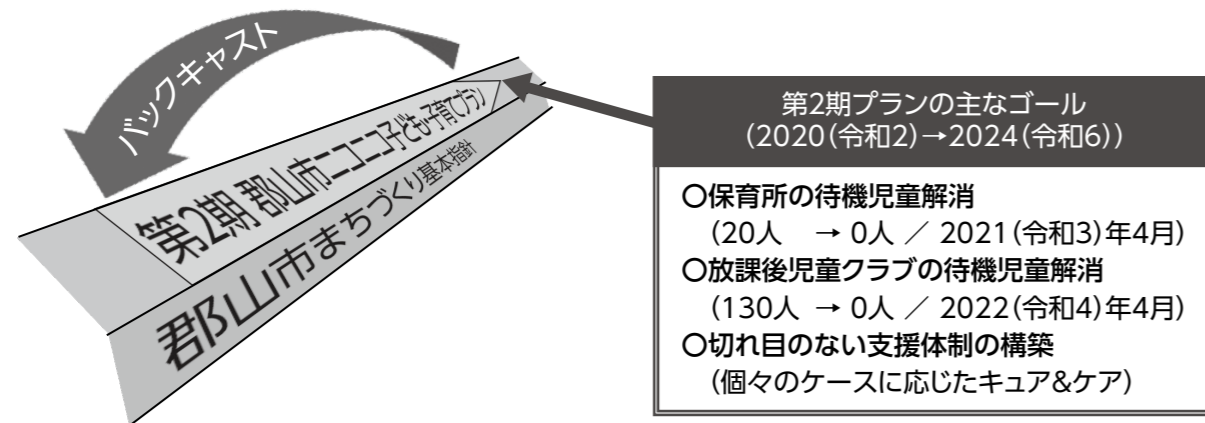 バックキャスト
第2期 郡山市ニコニコ子ども・子育てプラン
郡山市まちづくり基本指針
第2期プランの主なゴール
(2020(令和2)→2024(令和6))
〇保育所の待機児童解消
(20人 → 0人 ／ 2021(令和3)年4月)
〇放課後児童クラブの待機児童解消
(130人 → 0人 ／ 2022(令和4)年4月)
〇切れ目のない支援体制の構築
(個々のケースに応じたキュア&ケア)